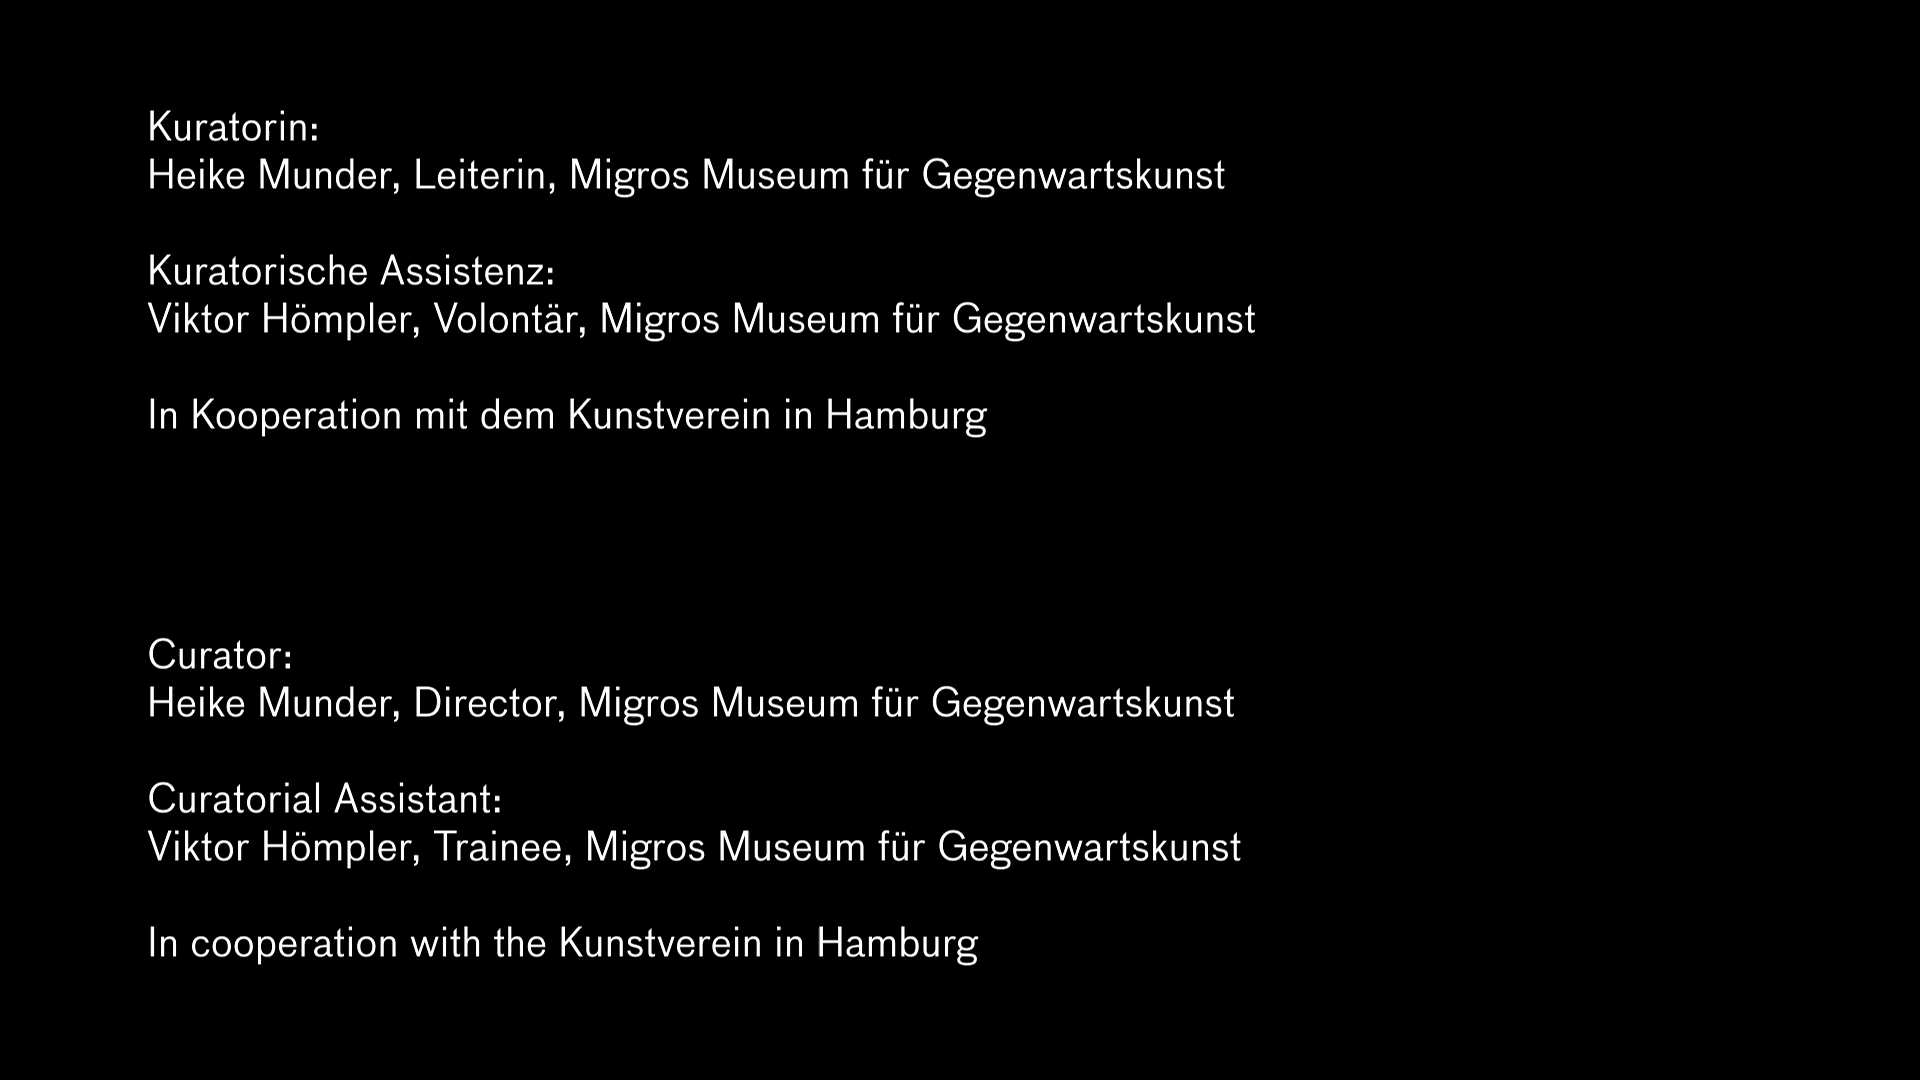 Kuratorin:
Heike Munder, Leiterin, Migros Museum für Gegenwartskunst
Kuratorische Assistenz:
Viktor Hömpler, Volontär, Migros Museum für Gegenwartskunst
In Kooperation mit dem Kunstverein in Hamburg
Curator:
Heike Munder, Director, Migros Museum für Gegenwartskunst
Curatorial Assistant:
Viktor Hömpler, Trainee, Migros Museum für Gegenwartskunst
In cooperation with the Kunstverein in Hamburg